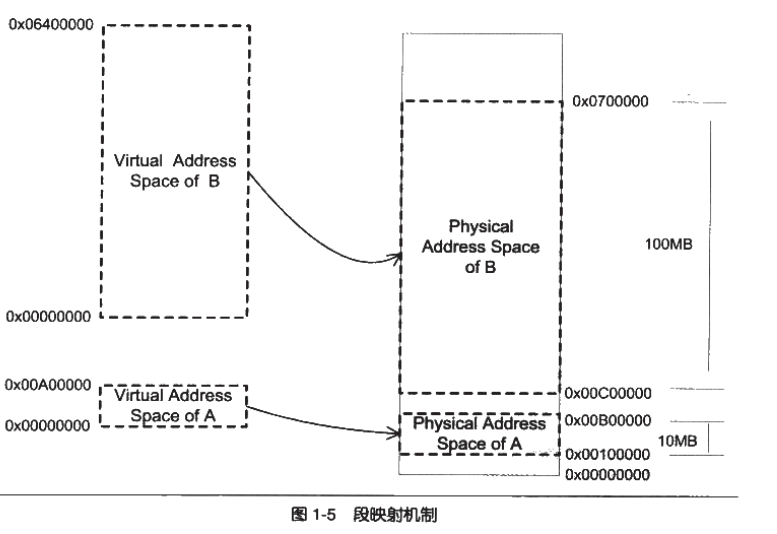 0x06400000
Virtual Address
Space of B
0x00000000
0x00A00000
Virtual Address
Space of A
0x00000000
0x0700000
Physical
Address Space
of B
100MB
0x00C00000
0x00B00000
Physical Address
Space of A
10MB
0x00100000
0x00000000
图 1-5 段映射机制